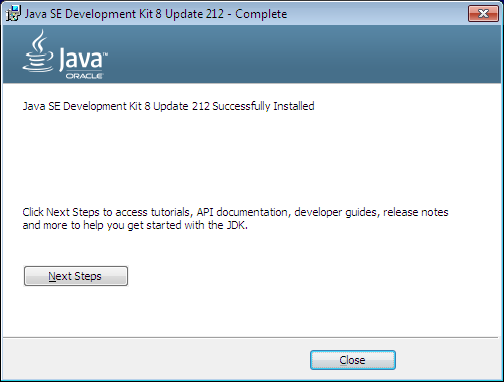 Java SE Development Kit 8 Update 212 - Complete
Java™
ORACLE
Java SE Development Kit 8 Update 212 Successfully Installed
Click Next Steps to access tutorials, API documentation, developer guides, release notes
and more to help you get started with the JDK.
Next Steps
Close